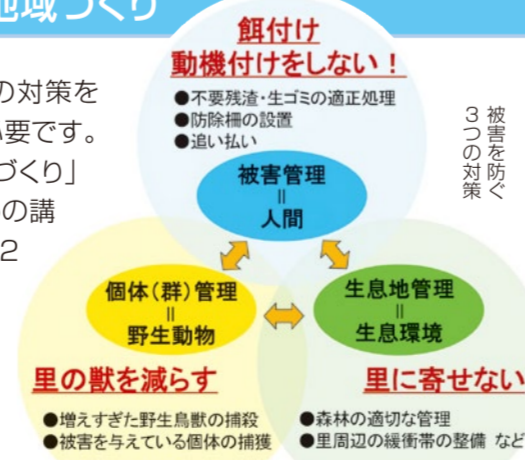 地域づくり
の対策を
必要です。
づくり」
の講
2
被害を防ぐ
3つの対策
餌付け
動機付けをしない！
●不要残渣・生ゴミの適正処理
●防除柵の設置
●追い払い
被害管理
＝
人間
個体（群）管理
＝
野生動物
生息地管理
＝
生息環境
里の獣を減らす
●増えすぎた野生鳥獣の捕殺
●被害を与えている個体の捕獲
里に寄せない
●森林の適切な管理
●里周辺の緩衝帯の整備 など